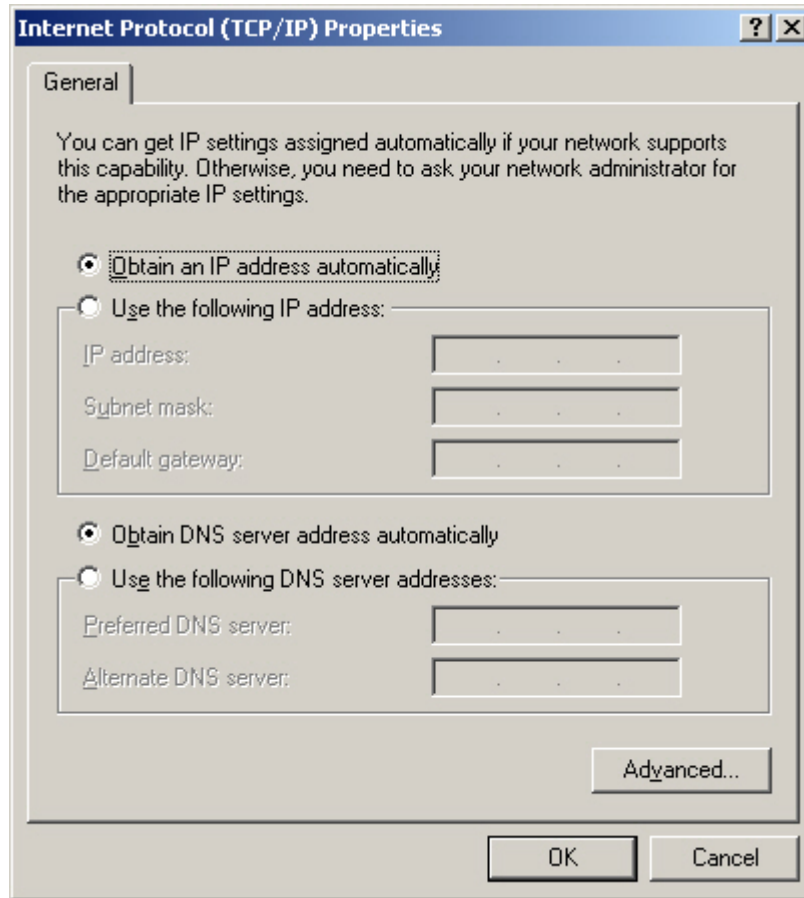 Internet Protocol (TCP/IP) Properties
General
You can get IP settings assigned automatically if your network supports
this capability. Otherwise, you need to ask your network administrator for
the appropriate IP settings.
Obtain an IP address automatically
Use the following IP address:
IP address:
Subnet mask:
Default gateway:
Obtain DNS server address automatically
Use the following DNS server addresses:
Preferred DNS server:
Alternate DNS server:
Advanced...
OK Cancel